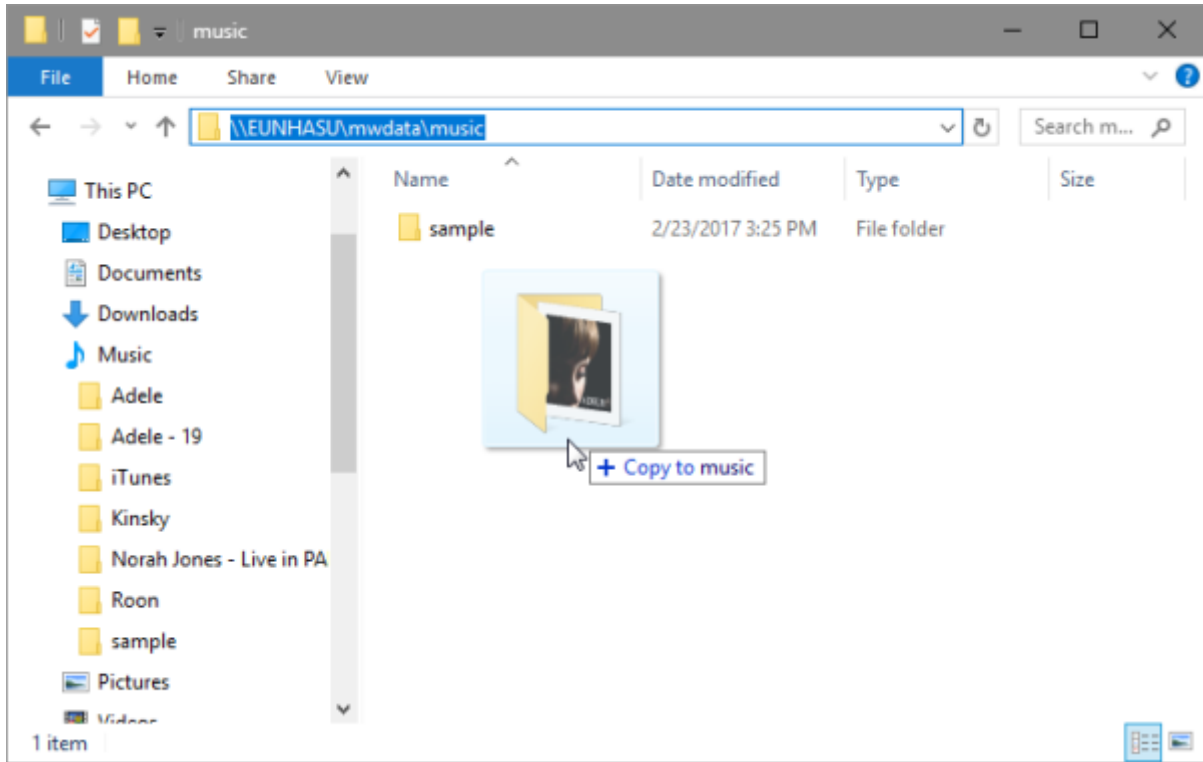 music
File Home Share View
\\EUNHASU\mwdata\music
Search m...
Name Date modified Type Size
sample 2/23/2017 3:25 PM File folder
This PC
Desktop
Documents
Downloads
Music
Adele
Adele - 19
iTunes
Kinsky
Norah Jones - Live in PA
Roon
sample
Pictures
Videos
+ Copy to music
1 item